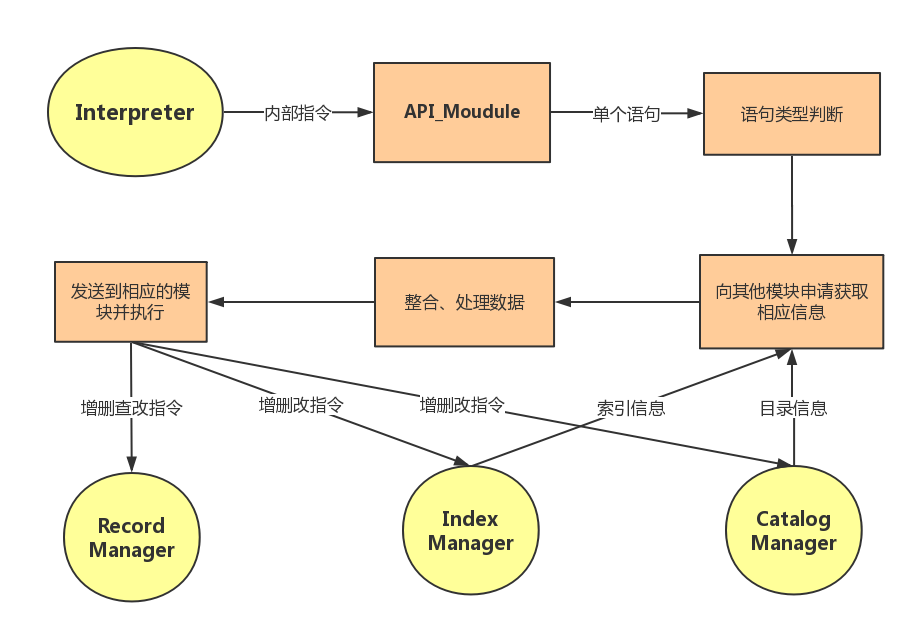 Interpreter
内部指令
API_Moudule
单个语句
语句类型判断
发送到相应的模
块并执行
整合、处理数据
向其他模块申请获取
相应信息
增删查改指令
增删改指令
增删改指令
索引信息
目录信息
Record
Manager
Index
Manager
Catalog
Manager